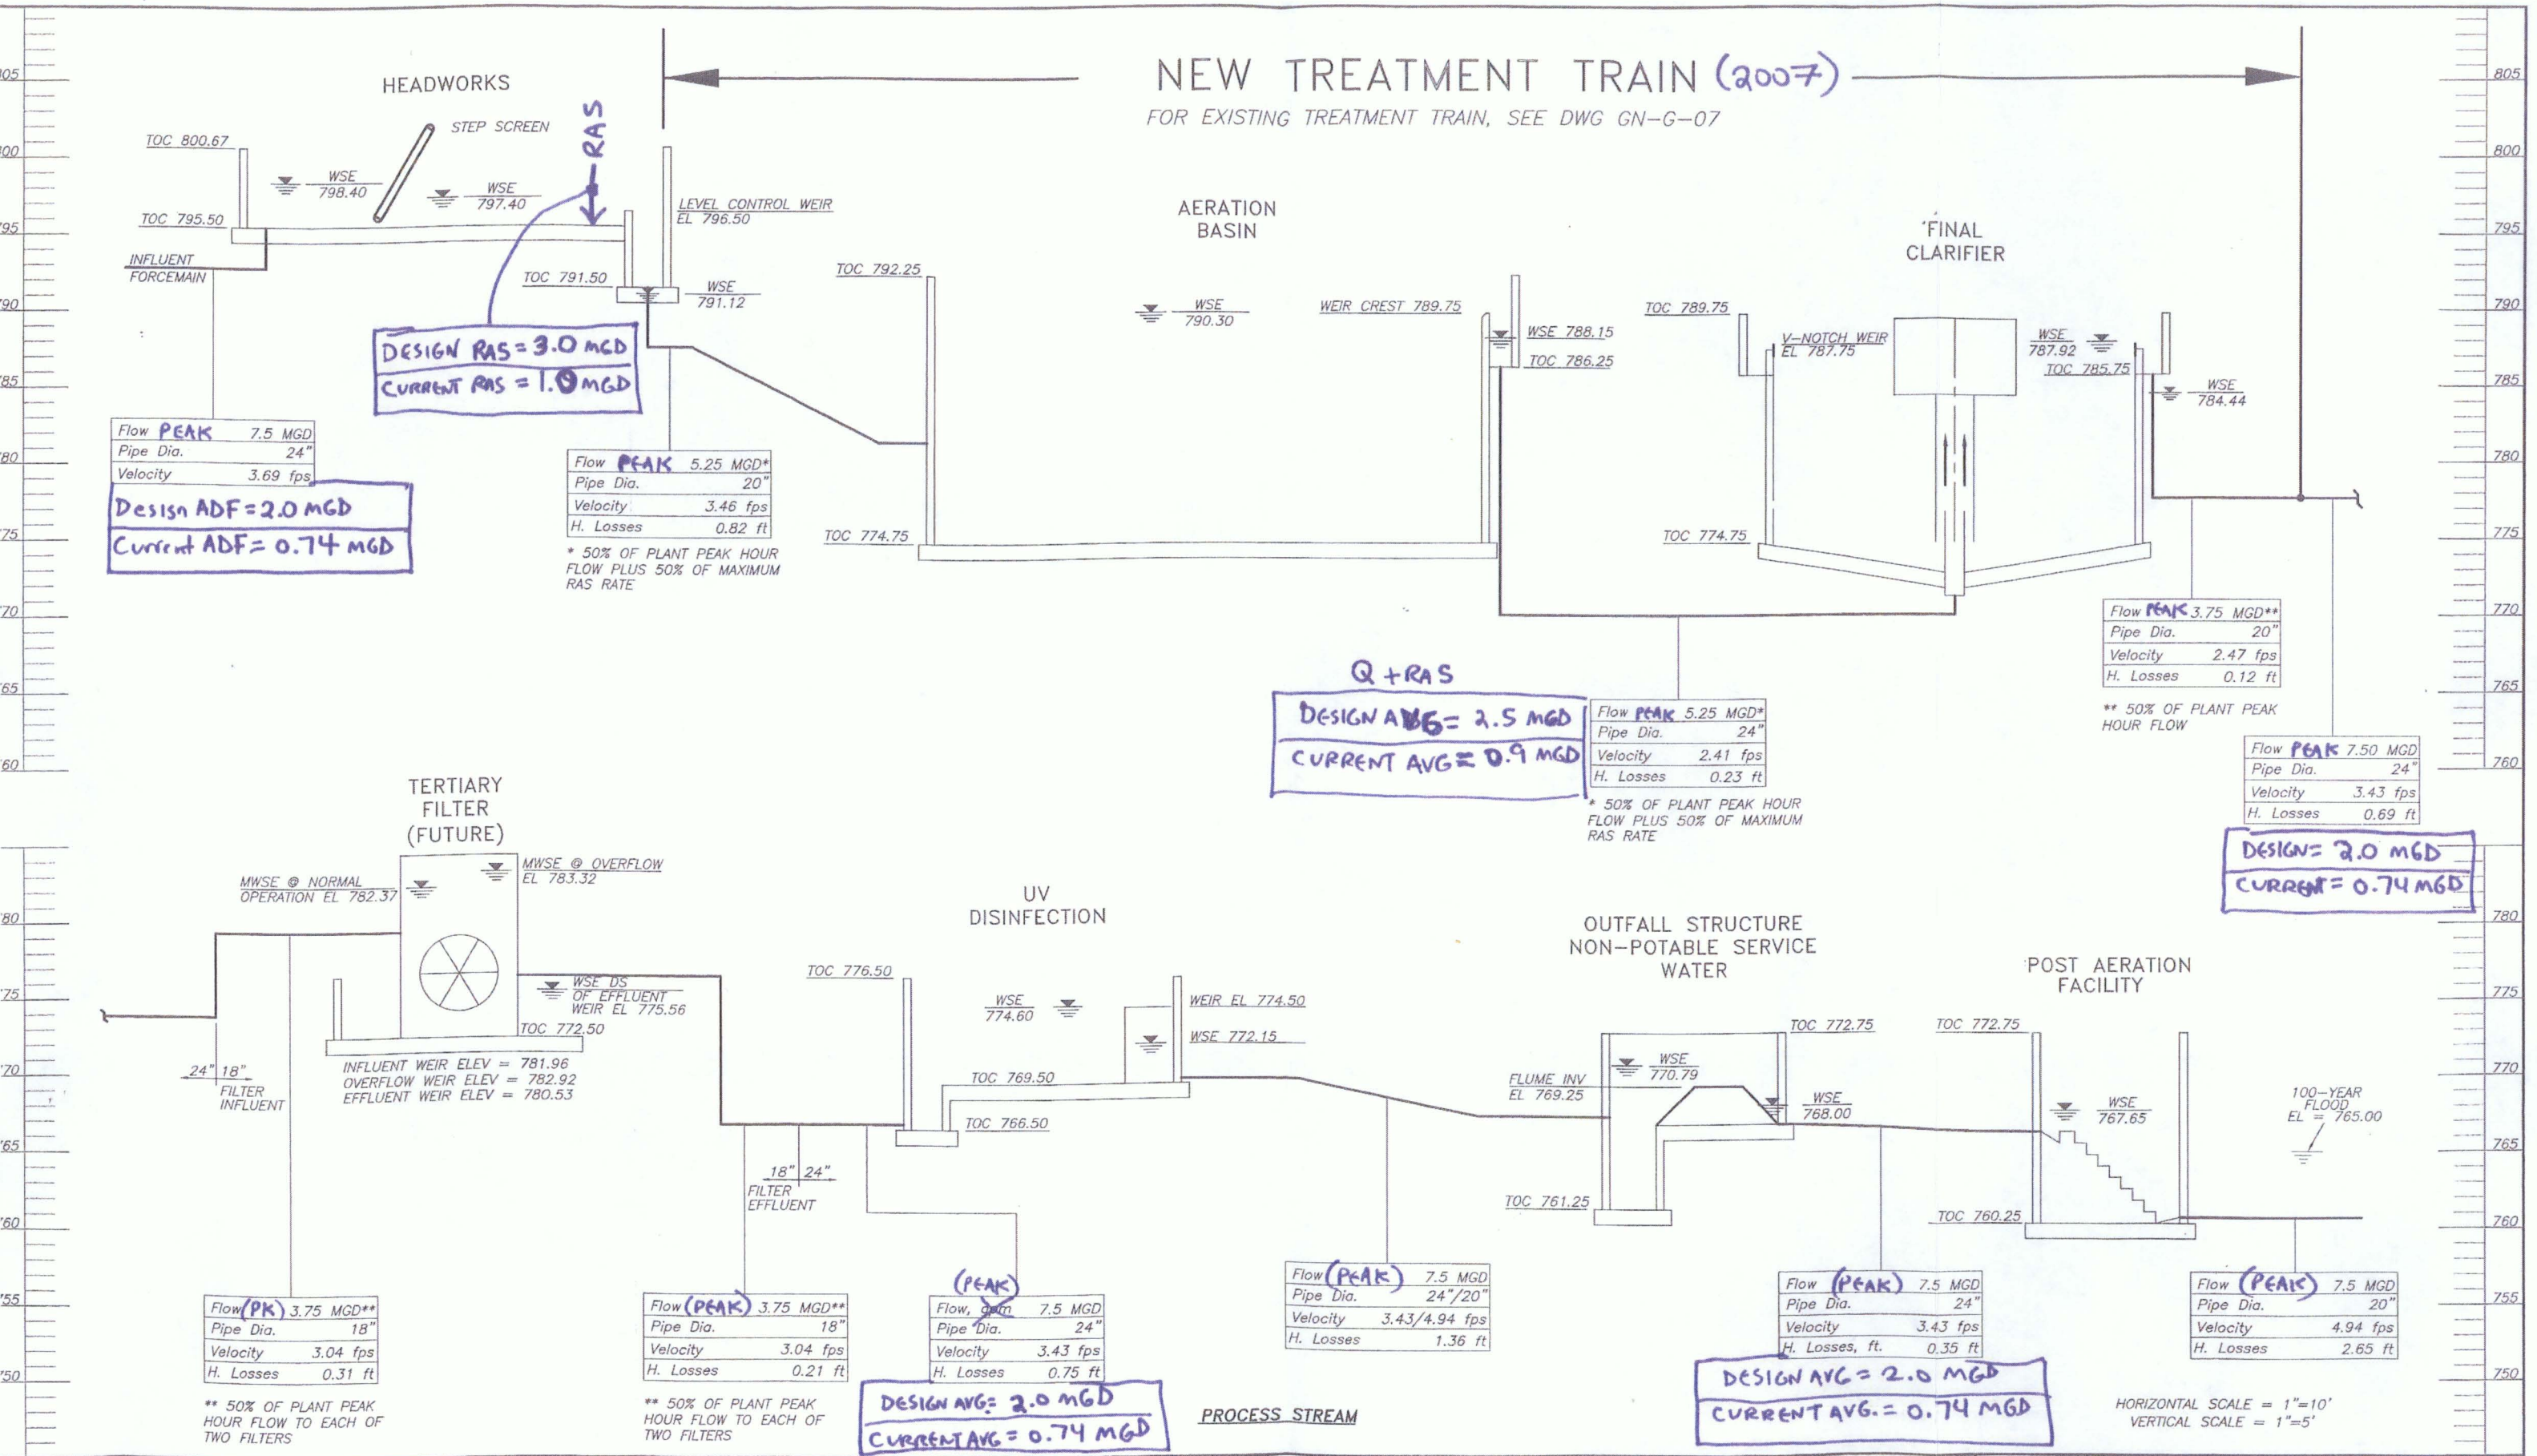 NEW TREATMENT TRAIN (2007)
FOR EXISTING TREATMENT TRAIN, SEE DWG GN-G-07
HEADWORKS
STEP SCREEN
RAS
TOC 800.67
WSE
798.40
WSE
797.40
TOC 795.50
INFLUENT
FORCEMAIN
LEVEL CONTROL WEIR
EL 796.50
TOC 791.50
WSE
791.12
DESIGN RAS = 3.0 MGD
CURRENT RAS = 1.0 MGD
Flow PEAK 7.5 MGD
Pipe Dia. 24"
Velocity 3.69 fps
Design ADF = 2.0 MGD
Current ADF = 0.74 MGD
Flow PEAK 5.25 MGD*
Pipe Dia. 20"
Velocity 3.46 fps
H. Losses 0.82 ft
* 50% OF PLANT PEAK HOUR
FLOW PLUS 50% OF MAXIMUM
RAS RATE
AERATION
BASIN
TOC 792.25
WSE
790.30
WEIR CREST 789.75
WSE 788.15
TOC 786.25
TOC 774.75
FINAL
CLARIFIER
TOC 789.75
V-NOTCH WEIR
EL 787.75
WSE
787.92
TOC 785.75
WSE
784.44
TOC 774.75
Q + RAS
DESIGN AVG = 2.5 MGD
CURRENT AVG = 0.9 MGD
Flow PEAK 5.25 MGD*
Pipe Dia. 24"
Velocity 2.41 fps
H. Losses 0.23 ft
* 50% OF PLANT PEAK HOUR
FLOW PLUS 50% OF MAXIMUM
RAS RATE
Flow PEAK 3.75 MGD**
Pipe Dia. 20"
Velocity 2.47 fps
H. Losses 0.12 ft
** 50% OF PLANT PEAK
HOUR FLOW
Flow PEAK 7.50 MGD
Pipe Dia. 24"
Velocity 3.43 fps
H. Losses 0.69 ft
DESIGN = 2.0 MGD
CURRENT = 0.74 MGD
805
800
795
790
785
780
775
770
765
760
TERTIARY
FILTER
(FUTURE)
MWSE @ NORMAL
OPERATION EL 782.37
MWSE @ OVERFLOW
EL 783.32
WSE DS
OF EFFLUENT
WEIR EL 775.56
TOC 772.50
INFLUENT WEIR ELEV = 781.96
OVERFLOW WEIR ELEV = 782.92
EFFLUENT WEIR ELEV = 780.53
24" 18"
FILTER
INFLUENT
Flow (PK) 3.75 MGD**
Pipe Dia. 18"
Velocity 3.04 fps
H. Losses 0.31 ft
** 50% OF PLANT PEAK
HOUR FLOW TO EACH OF
TWO FILTERS
18" 24"
FILTER
EFFLUENT
Flow (PEAK) 3.75 MGD**
Pipe Dia. 18"
Velocity 3.04 fps
H. Losses 0.21 ft
** 50% OF PLANT PEAK
HOUR FLOW TO EACH OF
TWO FILTERS
UV
DISINFECTION
TOC 776.50
WSE
774.60
WEIR EL 774.50
WSE 772.15
TOC 769.50
TOC 766.50
(PEAK)
Flow, gpm 7.5 MGD
Pipe Dia. 24"
Velocity 3.43 fps
H. Losses 0.75 ft
DESIGN AVG = 2.0 MGD
CURRENT AVG = 0.74 MGD
Flow (PEAK) 7.5 MGD
Pipe Dia. 24"/20"
Velocity 3.43/4.94 fps
H. Losses 1.36 ft
PROCESS STREAM
OUTFALL STRUCTURE
NON-POTABLE SERVICE
WATER
TOC 772.75
WSE
770.79
FLUME INV
EL 769.25
WSE
768.00
TOC 761.25
Flow (PEAK) 7.5 MGD
Pipe Dia. 24"
Velocity 3.43 fps
H. Losses, ft. 0.35 ft
DESIGN AVG = 2.0 MGD
CURRENT AVG. = 0.74 MGD
POST AERATION
FACILITY
TOC 772.75
WSE
767.65
TOC 760.25
100-YEAR
FLOOD
EL = 765.00
Flow (PEAK) 7.5 MGD
Pipe Dia. 20"
Velocity 4.94 fps
H. Losses 2.65 ft
HORIZONTAL SCALE = 1"=10'
VERTICAL SCALE = 1"=5'
780
775
770
765
760
755
750